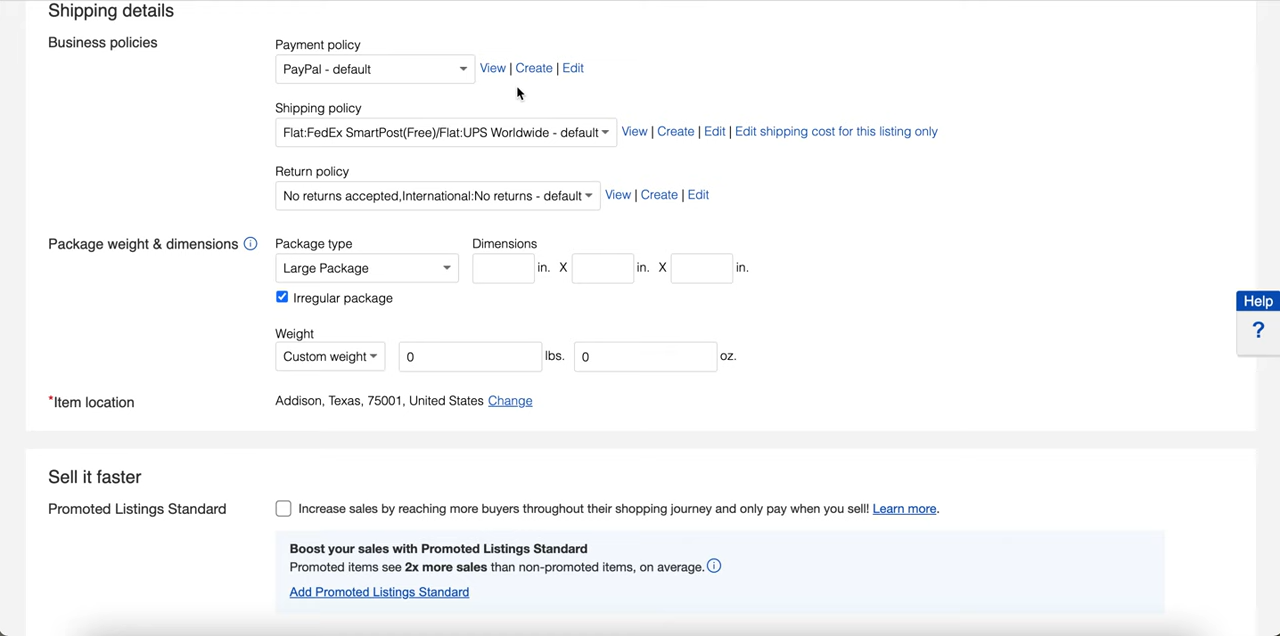 Shipping details
Business policies
Payment policy
PayPal - default View | Create | Edit
Shipping policy
Flat:FedEx SmartPost(Free)/Flat:UPS Worldwide - default View | Create | Edit | Edit shipping cost for this listing only
Return policy
No returns accepted,International:No returns - default View | Create | Edit
Package weight & dimensions i Package type Dimensions
Large Package in. X in. X in.
Irregular package
Help
?
Weight
Custom weight 0 lbs. 0 oz.
*Item location Addison, Texas, 75001, United States Change
Sell it faster
Promoted Listings Standard Increase sales by reaching more buyers throughout their shopping journey and only pay when you sell! Learn more.
Boost your sales with Promoted Listings Standard
Promoted items see 2x more sales than non-promoted items, on average. i
Add Promoted Listings Standard